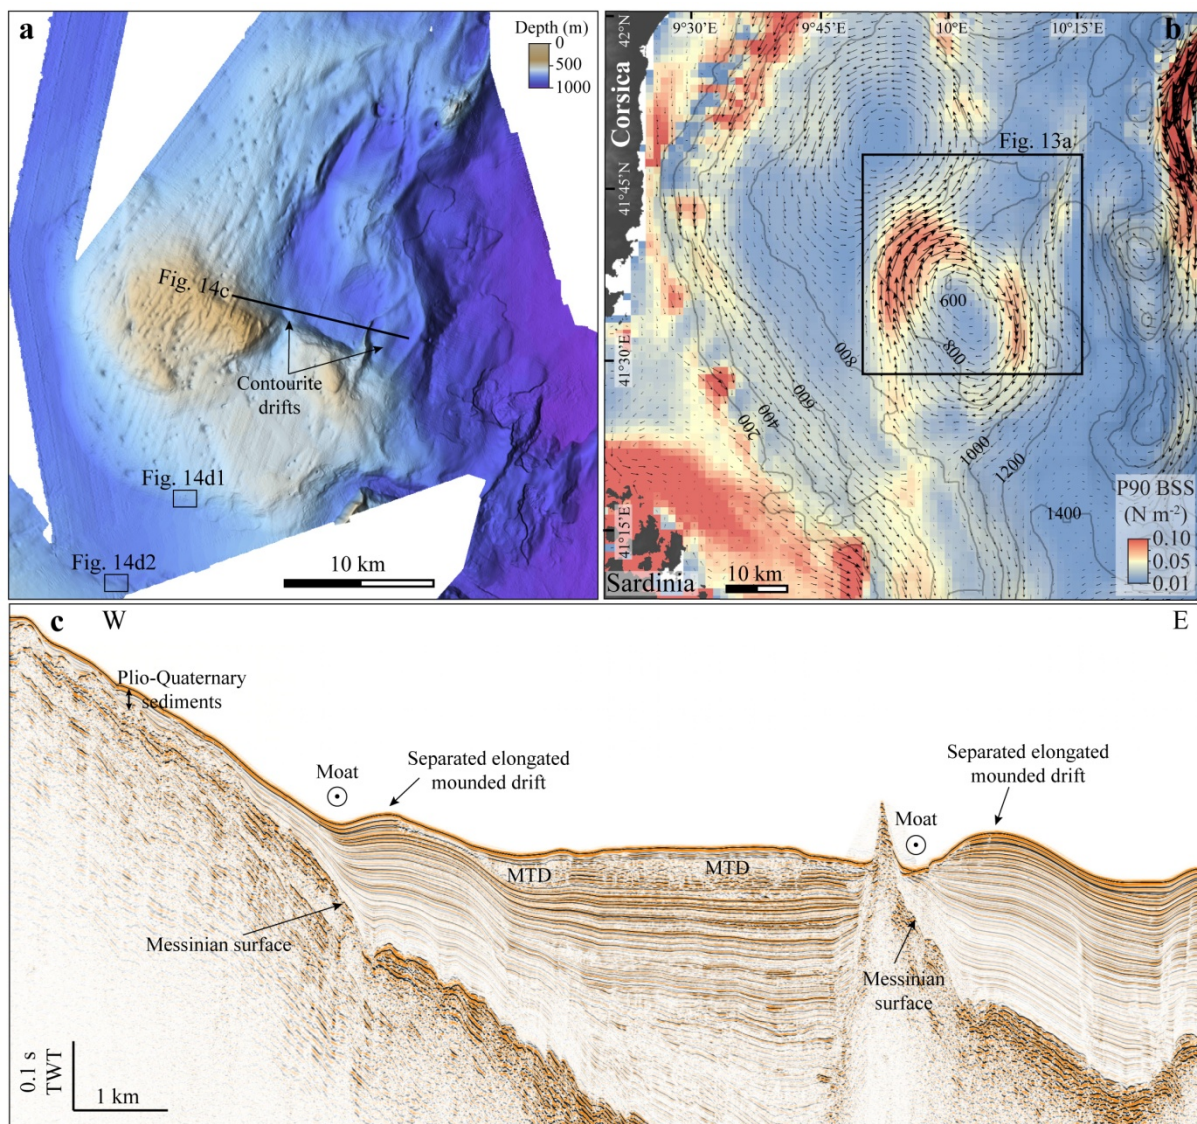 a
Depth (m)
0
500
1000
Fig. 14c
Contourite
drifts
Fig. 14d1
Fig. 14d2
10 km
b
9°30'E
9°45'E
10°E
10°15'E
42°N
41°45'N
41°30'N
41°15'N
Corsica
Fig. 13a
600
800
800
600
400
200
1000
1200
1400
Sardinia
10 km
P90 BSS
(N m-2)
0.10
0.05
0.01
c
W
E
Plio-Quaternary
sediments
Moat
Separated elongated
mounded drift
Separated elongated
mounded drift
Moat
MTD
MTD
Messinian surface
Messinian
surface
0.1 s
TWT
1 km